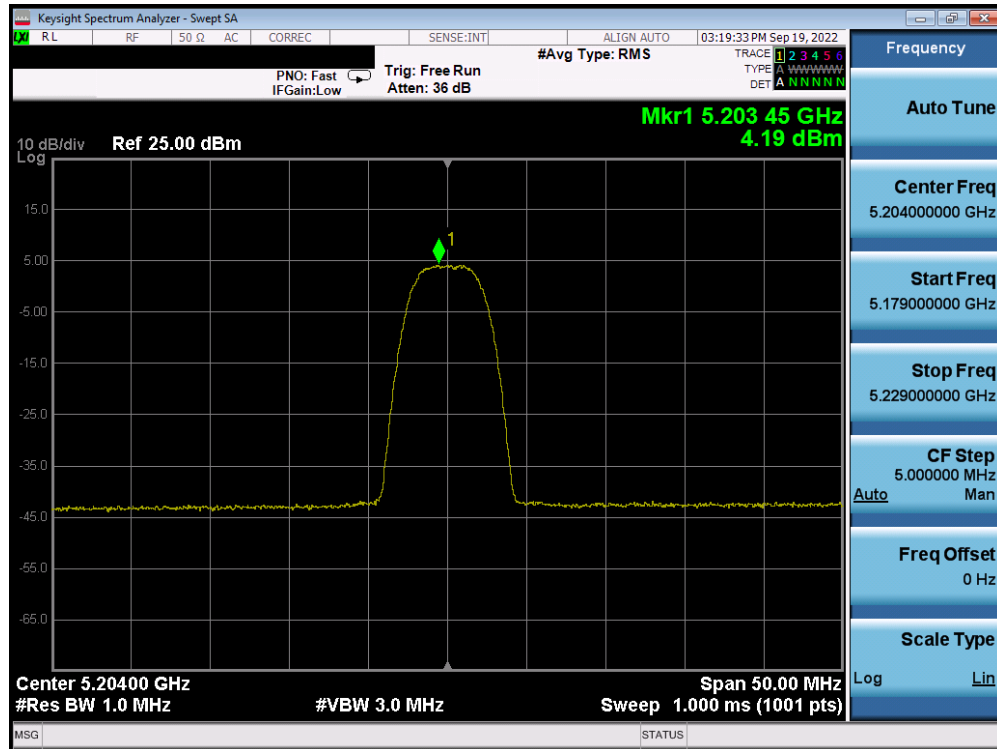 Keysight Spectrum Analyzer - Swept SA
LXI RL RF 50 Ω AC CORREC SENSE:INT ALIGN AUTO 03:19:33 PM Sep 19, 2022
#Avg Type: RMS TRACE 1 2 3 4 5 6
TYPE A WWWWW
DET A N N N N N
PNO: Fast Trig: Free Run
IFGain:Low Atten: 36 dB
Mkr1 5.203 45 GHz
4.19 dBm
10 dB/div Ref 25.00 dBm
Log
15.0
1
5.00
-5.00
-15.0
-25.0
-35.0
-45.0
-55.0
-65.0
Center 5.20400 GHz Span 50.00 MHz
#Res BW 1.0 MHz #VBW 3.0 MHz Sweep 1.000 ms (1001 pts)
MSG STATUS
Frequency
Auto Tune
Center Freq
5.204000000 GHz
Start Freq
5.179000000 GHz
Stop Freq
5.229000000 GHz
CF Step
5.000000 MHz
Auto Man
Freq Offset
0 Hz
Scale Type
Log Lin